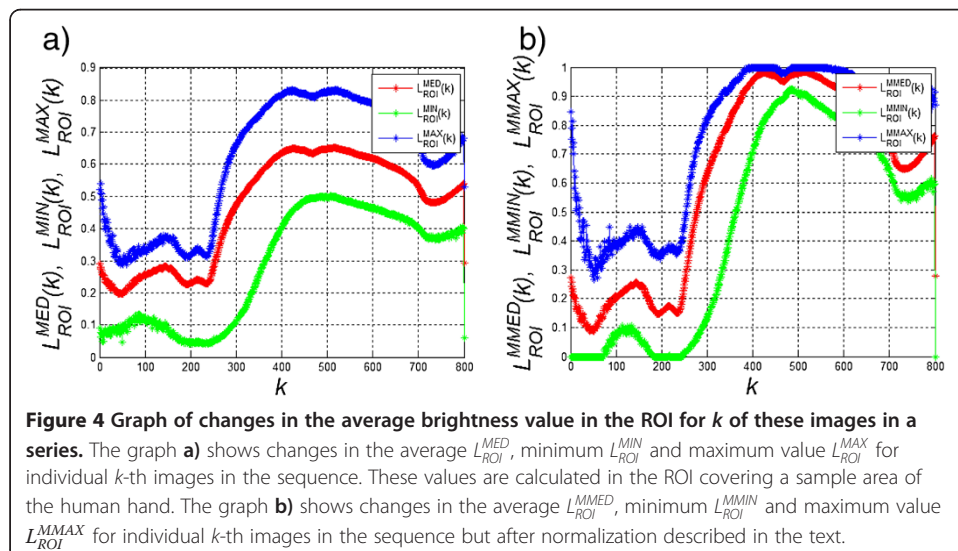 a)
b)
L_ROI^MED(k), L_ROI^MIN(k), L_ROI^MAX(k)
0.9
0.8
0.7
0.6
0.5
0.4
0.3
0.2
0.1
0
0 100 200 300 400 500 600 700 800
k
L_ROI^MED(k)
L_ROI^MIN(k)
L_ROI^MAX(k)
L_ROI^MMED(k), L_ROI^MMIN(k), L_ROI^MMAX(k)
1
0.9
0.8
0.7
0.6
0.5
0.4
0.3
0.2
0.1
0
0 100 200 300 400 500 600 700 800
k
L_ROI^MMED(k)
L_ROI^MMIN(k)
L_ROI^MMAX(k)
Figure 4 Graph of changes in the average brightness value in the ROI for k of these images in a
series. The graph a) shows changes in the average L_ROI^MED, minimum L_ROI^MIN and maximum value L_ROI^MAX for
individual k-th images in the sequence. These values are calculated in the ROI covering a sample area of
the human hand. The graph b) shows changes in the average L_ROI^MMED, minimum L_ROI^MMIN and maximum value
L_ROI^MMAX for individual k-th images in the sequence but after normalization described in the text.